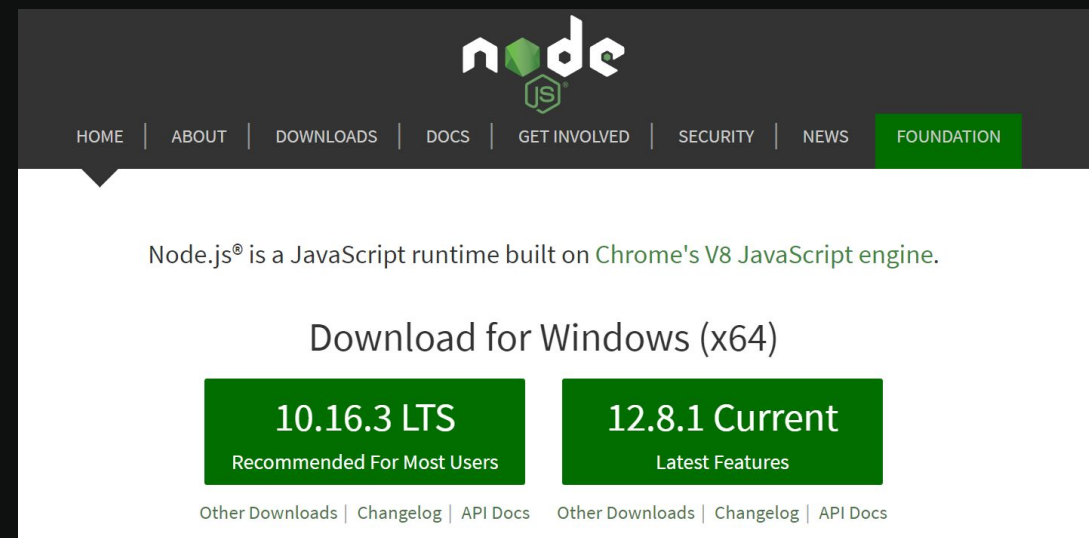 node
JS®
HOME | ABOUT | DOWNLOADS | DOCS | GET INVOLVED | SECURITY | NEWS FOUNDATION
Node.js® is a JavaScript runtime built on Chrome's V8 JavaScript engine.
Download for Windows (x64)
10.16.3 LTS
Recommended For Most Users
12.8.1 Current
Latest Features
Other Downloads | Changelog | API Docs
Other Downloads | Changelog | API Docs